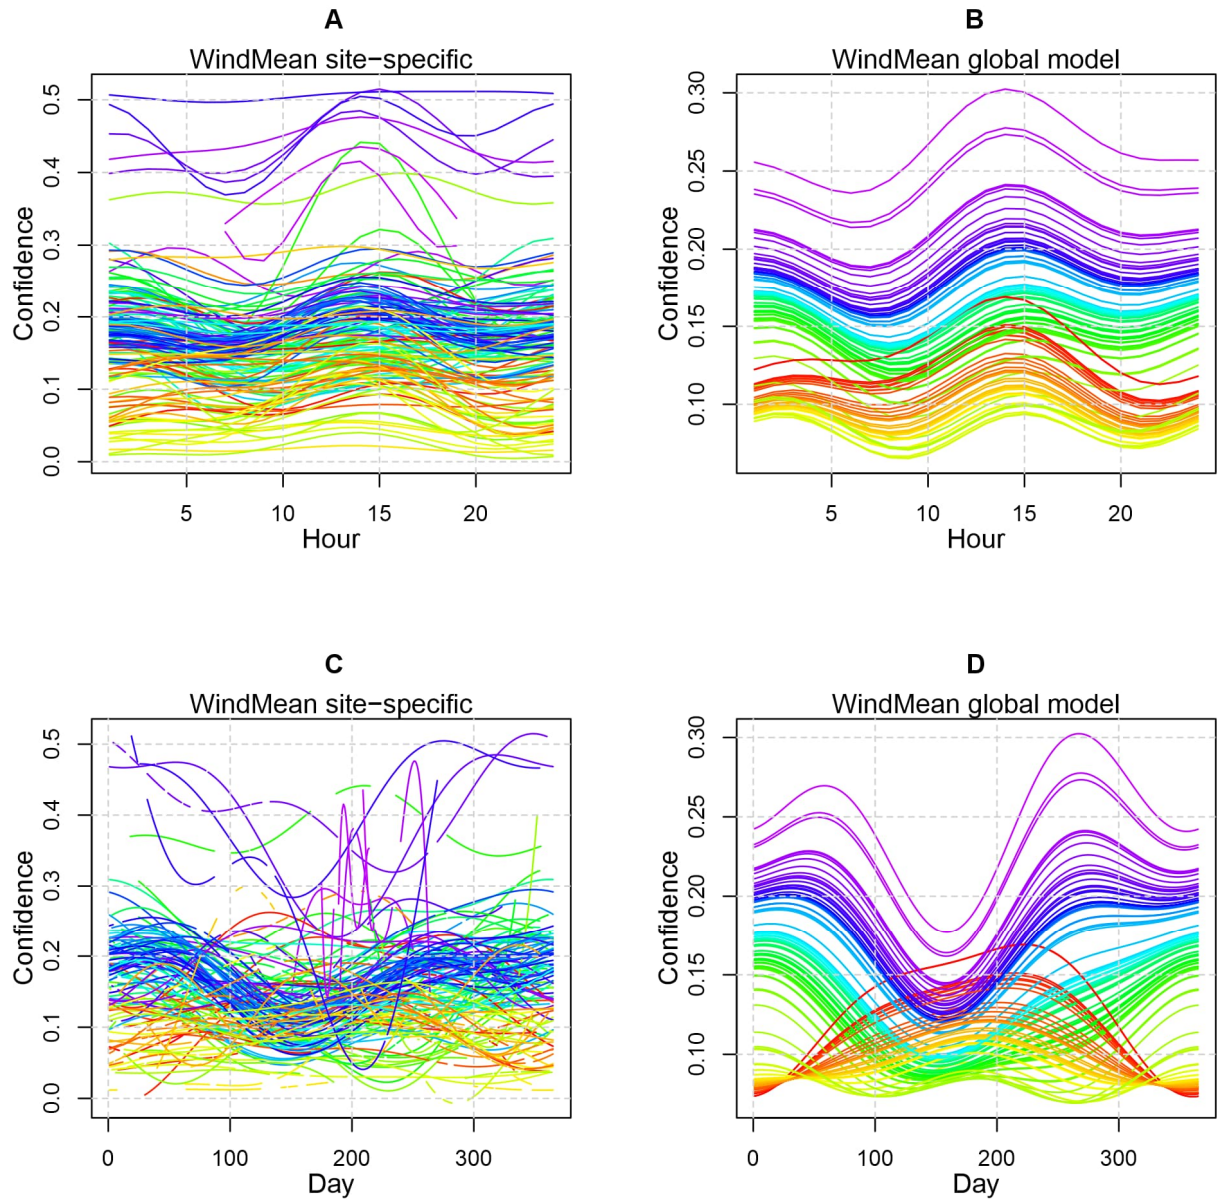 A
WindMean site−specific
0.5
0.4
0.3
0.2
0.1
0.0
Confidence
5 10 15 20
Hour
B
WindMean global model
0.30
0.25
0.20
0.15
0.10
Confidence
5 10 15 20
Hour
C
WindMean site−specific
0.5
0.4
0.3
0.2
0.1
0.0
Confidence
0 100 200 300
Day
D
WindMean global model
0.30
0.25
0.20
0.15
0.10
Confidence
0 100 200 300
Day